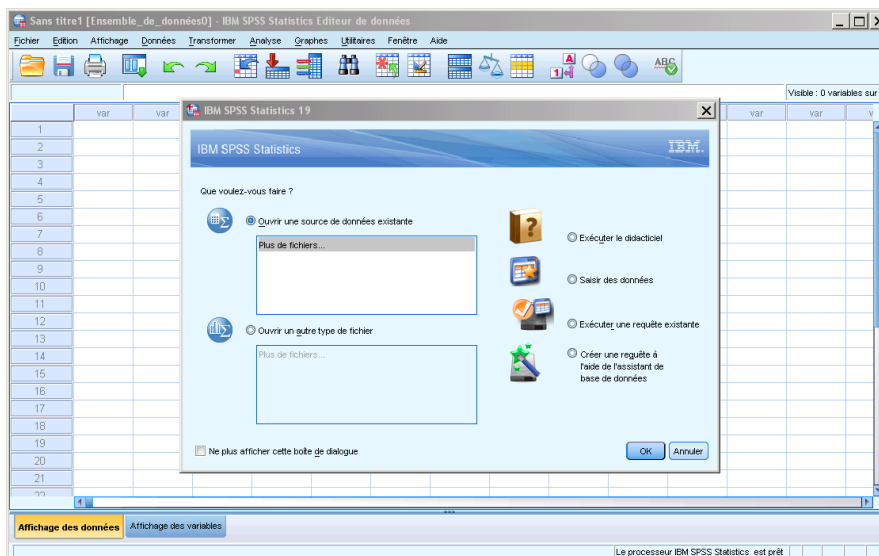 Sans titre1 [Ensemble_de_données0] - IBM SPSS Statistics Editeur de données
Fichier Edition Affichage Données Transformer Analyse Graphes Utilitaires Fenêtre Aide
Visible : 0 variables sur
var var var var v
IBM SPSS Statistics 19
IBM SPSS Statistics
IBM.
Que voulez-vous faire ?
Ouvrir une source de données existante
Plus de fichiers...
Ouvrir un autre type de fichier
Plus de fichiers...
Exécuter le didacticiel
Saisir des données
Exécuter une requête existante
Créer une requête à
l'aide de l'assistant de
base de données
Ne plus afficher cette boîte de dialogue
OK Annuler
1
2
3
4
5
6
7
8
9
10
11
12
13
14
15
16
17
18
19
20
21
22
Affichage des données Affichage des variables
Le processeur IBM SPSS Statistics est prêt